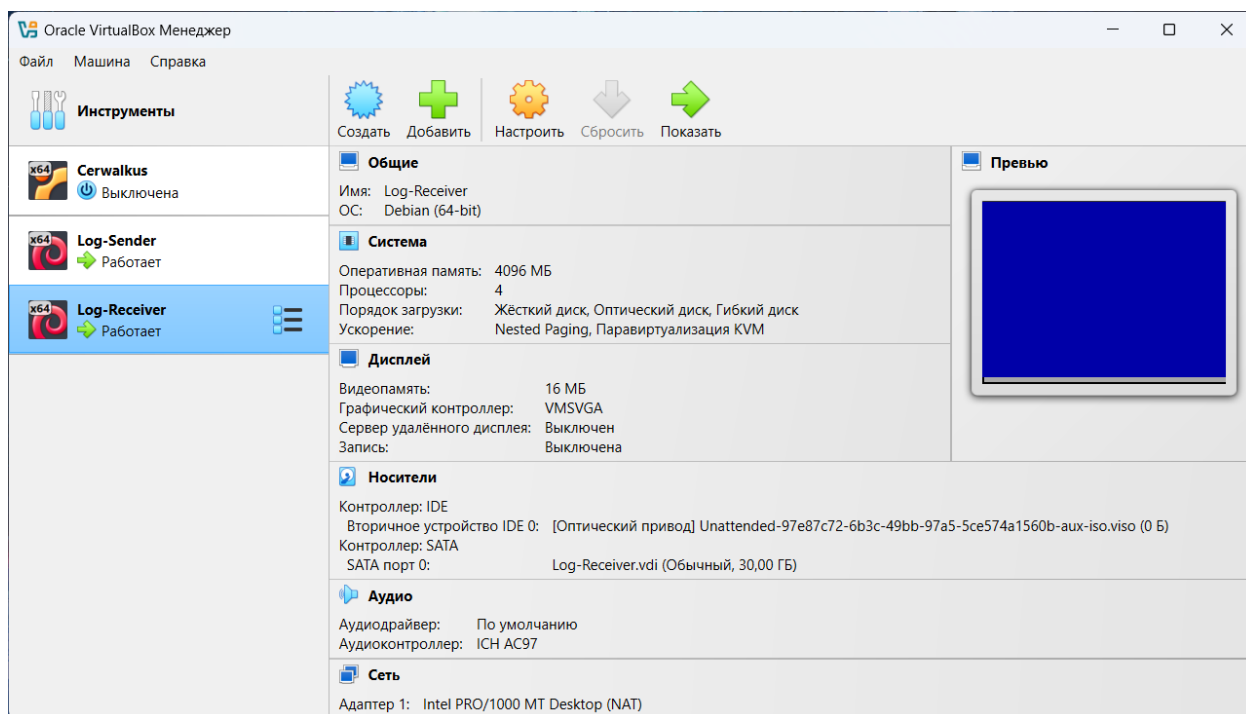 Oracle VirtualBox Менеджер
Файл Машина Справка
Инструменты
Создать Добавить Настроить Сбросить Показать
x64 Cerwalkus
Выключена
x64 Log-Sender
Работает
x64 Log-Receiver
Работает
Общие
Имя: Log-Receiver
ОС: Debian (64-bit)
Превью
Система
Оперативная память: 4096 МБ
Процессоры: 4
Порядок загрузки: Жёсткий диск, Оптический диск, Гибкий диск
Ускорение: Nested Paging, Паравиртуализация KVM
Дисплей
Видеопамять: 16 МБ
Графический контроллер: VMSVGA
Сервер удалённого дисплея: Выключен
Запись: Выключена
Носители
Контроллер: IDE
Вторичное устройство IDE 0: [Оптический привод] Unattended-97e87c72-6b3c-49bb-97a5-5ce574a1560b-aux-iso.viso (0 Б)
Контроллер: SATA
SATA порт 0: Log-Receiver.vdi (Обычный, 30,00 ГБ)
Аудио
Аудиодрайвер: По умолчанию
Аудиоконтроллер: ICH AC97
Сеть
Адаптер 1: Intel PRO/1000 MT Desktop (NAT)